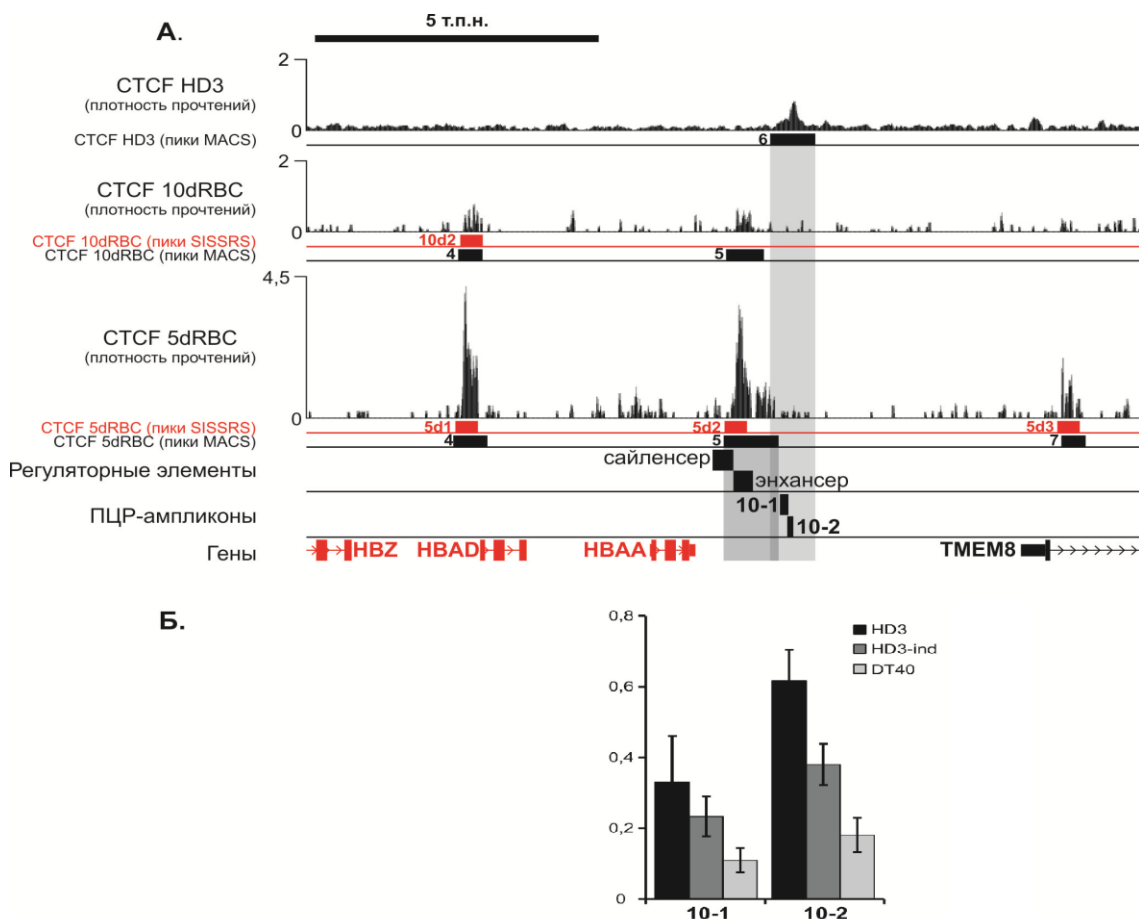 А.
5 т.п.н.
2
CTCF HD3
(плотность прочтений)
0
CTCF HD3 (пики MACS)
6
2
CTCF 10dRBC
(плотность прочтений)
0
CTCF 10dRBC (пики SISSRS)
10d2
CTCF 10dRBC (пики MACS)
4 5
4,5
CTCF 5dRBC
(плотность прочтений)
0
CTCF 5dRBC (пики SISSRS)
5d1 5d2 5d3
CTCF 5dRBC (пики MACS)
4 5 7
Регуляторные элементы
сайленсер
энхансер
ПЦР-ампликоны
10-1
10-2
Гены
HBZ HBAD HBAA TMEM8
Б.
0,8
0,6
0,4
0,2
0
HD3
HD3-ind
DT40
10-1 10-2